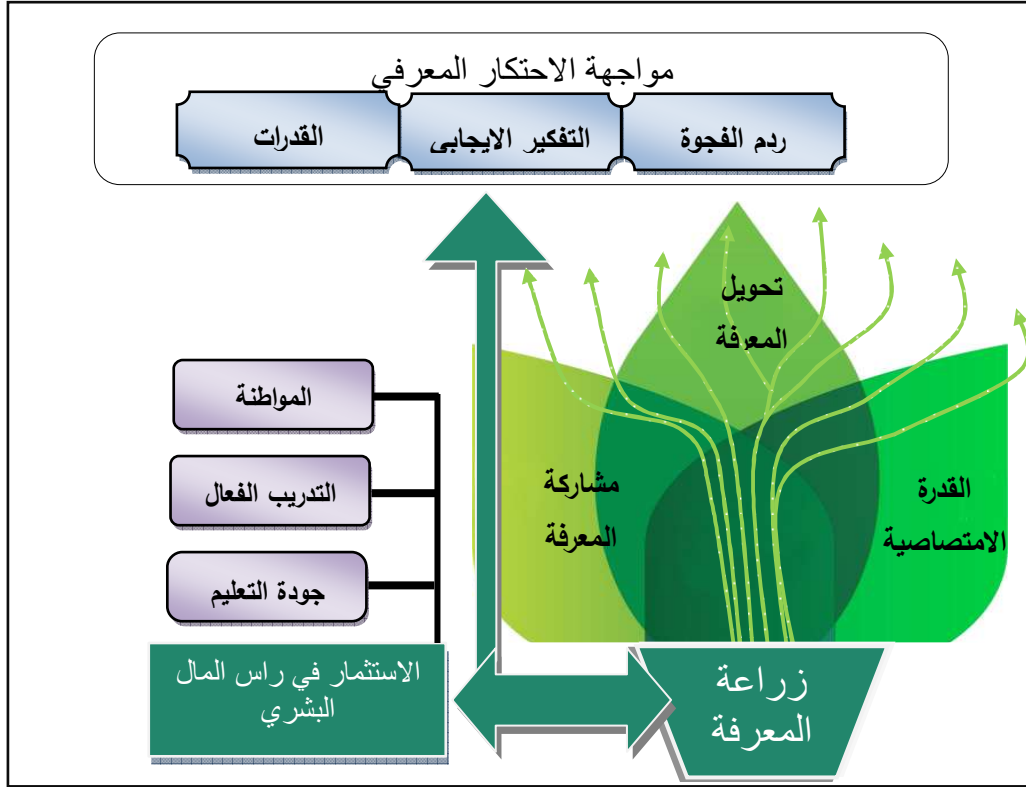 مواجهة الاحتكار المعرفي
ردم الفجوة
التفكير الايجابي
القدرات
تحويل
المعرفة
القدرة
الامتصاصية
مشاركة
المعرفة
المواطنة
التدريب الفعال
جودة التعليم
زراعة
المعرفة
الاستثمار في راس المال
البشري